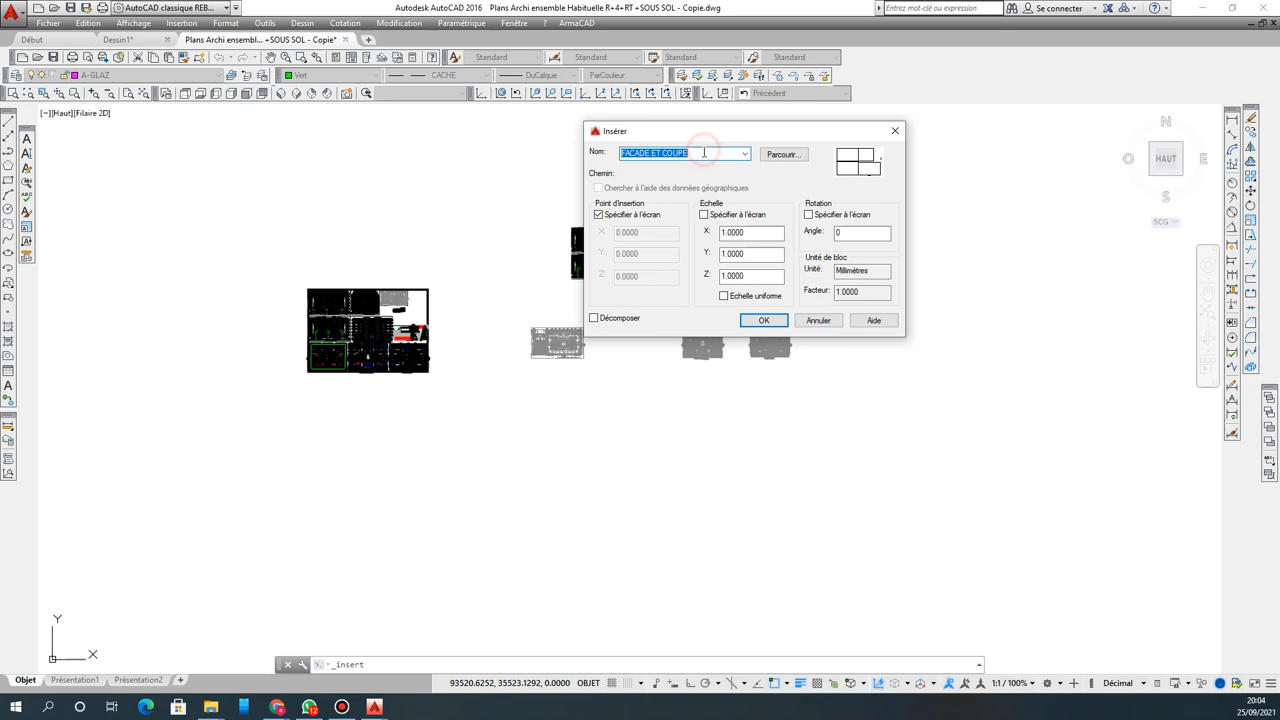 AutoCAD classique REB...
Autodesk AutoCAD 2016
Plans Archi ensemble Habituelle R+4+RT +SOUS SOL - Copie.dwg
Entrez mot-clé ou expression
Se connecter
Fichier
Edition
Affichage
Insertion
Format
Outils
Dessin
Cotation
Modification
Paramétrique
Fenêtre
?
ArmaCAD
Début
Dessin1*
Plans Archi ensembl... +SOUS SOL - Copie*
Standard
Standard
Standard
Standard
A-GLAZ
Vert
CACHE
DuCalque
ParCouleur
Précédent
[−][Haut][Filaire 2D]
Insérer
Nom:
FACADE ET COUPE
Parcourir...
Chemin:
Chercher à l'aide des données géographiques
Point d'insertion
Spécifier à l'écran
X:
0.0000
Y:
0.0000
Z:
0.0000
Echelle
Spécifier à l'écran
X:
1.0000
Y:
1.0000
Z:
1.0000
Echelle uniforme
Rotation
Spécifier à l'écran
Angle:
0
Unité de bloc
Unité:
Millimètres
Facteur:
1.0000
Décomposer
OK
Annuler
Aide
N
O
HAUT
E
S
SCG
Y
X
_insert
Objet
Présentation1
Présentation2
93520.6252, 35523.1292, 0.0000
OBJET
1:1 / 100%
Décimal
12
20:04
25/09/2021